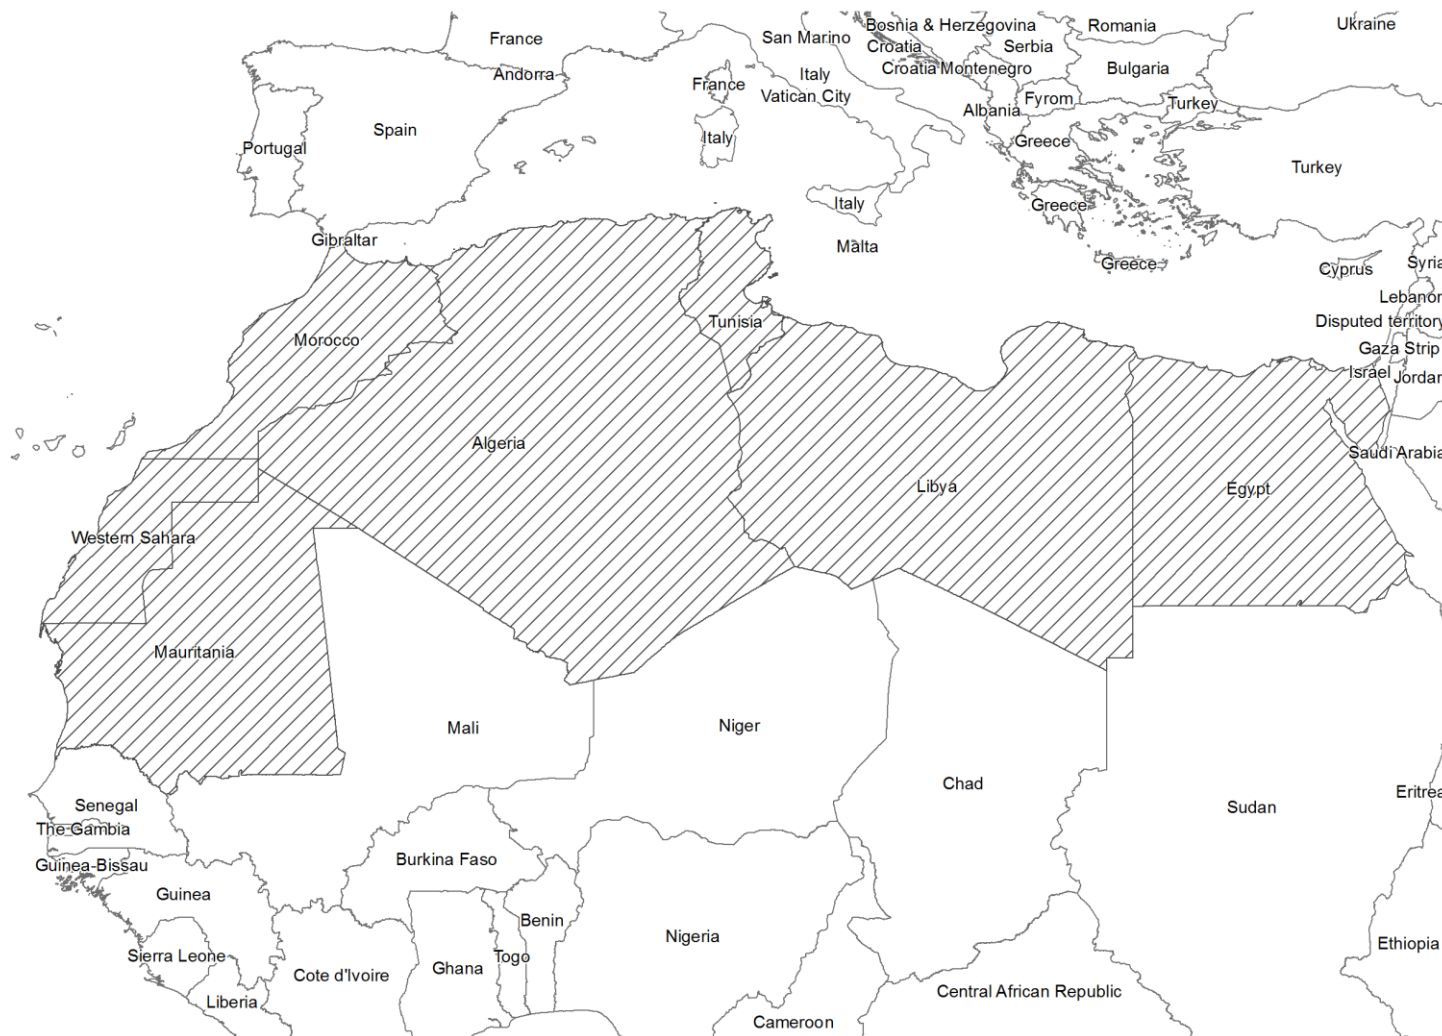 Bosnia & Herzegovina
Romania
Ukraine
France
San Marino
Croatia
Serbia
Andorra
Italy
Croatia
Montenegro
Bulgaria
France
Vatican City
Albania
Fyrom
Turkey
Spain
Portugal
Italy
Greece
Turkey
Italy
Greece
Gibraltar
Malta
Greece
Cyprus
Syria
Lebanon
Tunisia
Disputed territory
Morocco
Gaza Strip
Israel
Jordan
Algeria
Saudi Arabia
Libya
Egypt
Western Sahara
Mauritania
Mali
Niger
Chad
Senegal
Sudan
Eritrea
The Gambia
Guinea-Bissau
Burkina Faso
Guinea
Benin
Nigeria
Ethiopia
Sierra Leone
Togo
Cote d'Ivoire
Ghana
Liberia
Central African Republic
Cameroon